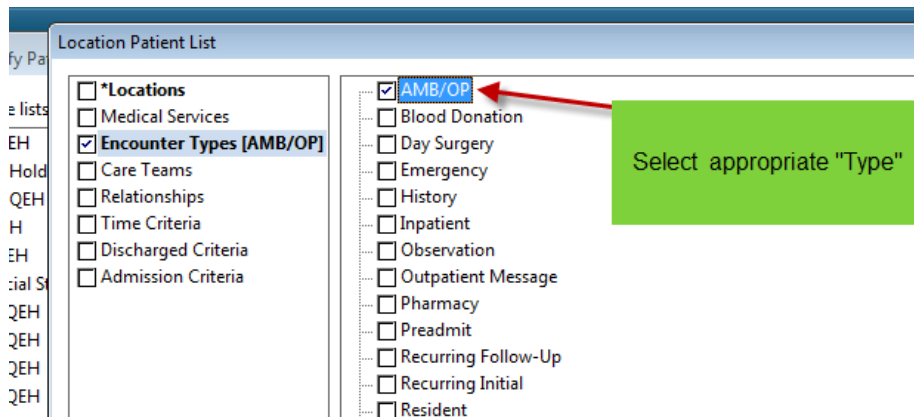 Location Patient List
fy Pa
e lists
EH
Hold
QEH
H
EH
cial St
QEH
QEH
QEH
QEH
*Locations
Medical Services
Encounter Types [AMB/OP]
Care Teams
Relationships
Time Criteria
Discharged Criteria
Admission Criteria
AMB/OP
Blood Donation
Day Surgery
Emergency
History
Inpatient
Observation
Outpatient Message
Pharmacy
Preadmit
Recurring Follow-Up
Recurring Initial
Resident
Select appropriate "Type"